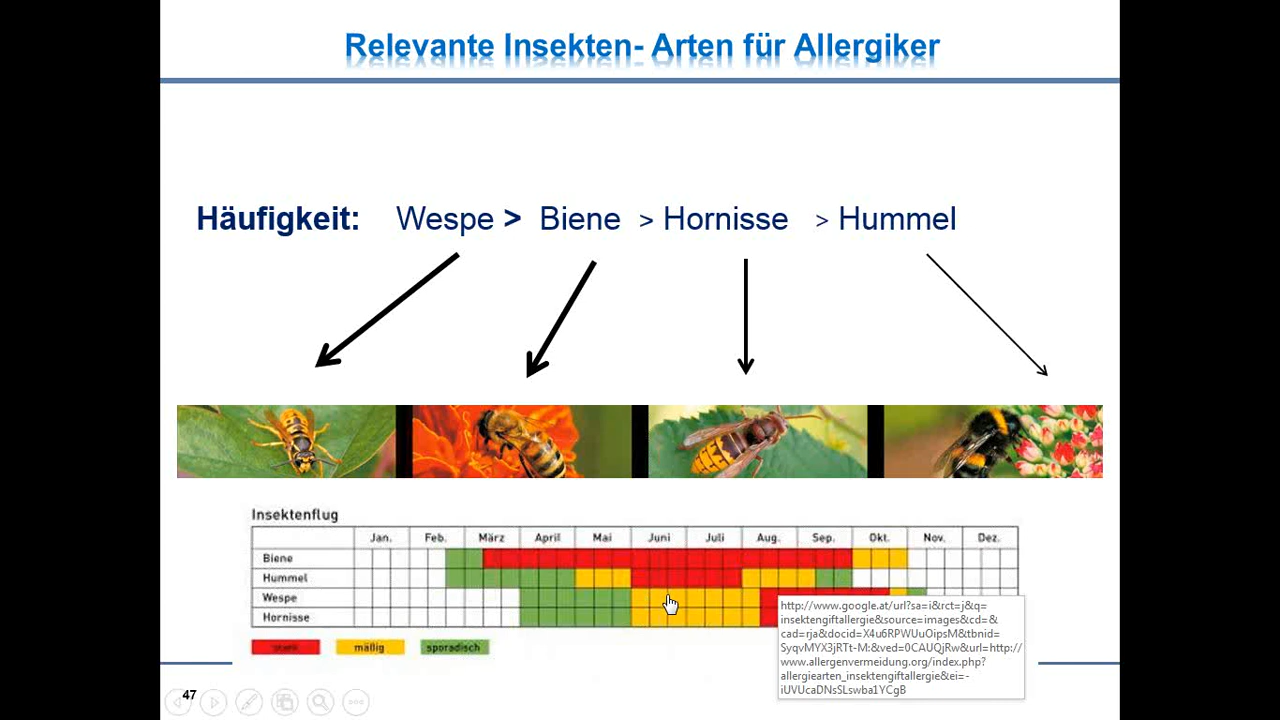 Relevante Insekten- Arten für Allergiker
Häufigkeit: Wespe > Biene > Hornisse > Hummel
Insektenflug
Jan. Feb. März April Mai Juni Juli Aug. Sep. Okt. Nov. Dez.
Biene
Hummel
Wespe
Hornisse
stark mäßig sporadisch
http://www.google.at/url?sa=i&rct=j&q=
insektengiftallergie&source=images&cd=&
cad=rja&docid=X4u6RPWUuOipsM&tbnid=
SyqvMYX3jRTt-M:&ved=0CAUQjRw&url=http://
www.allergenvermeidung.org/index.php?
allergiearten_insektengiftallergie&ei=-
iUVUcaDNsSLswba1YCgB
47